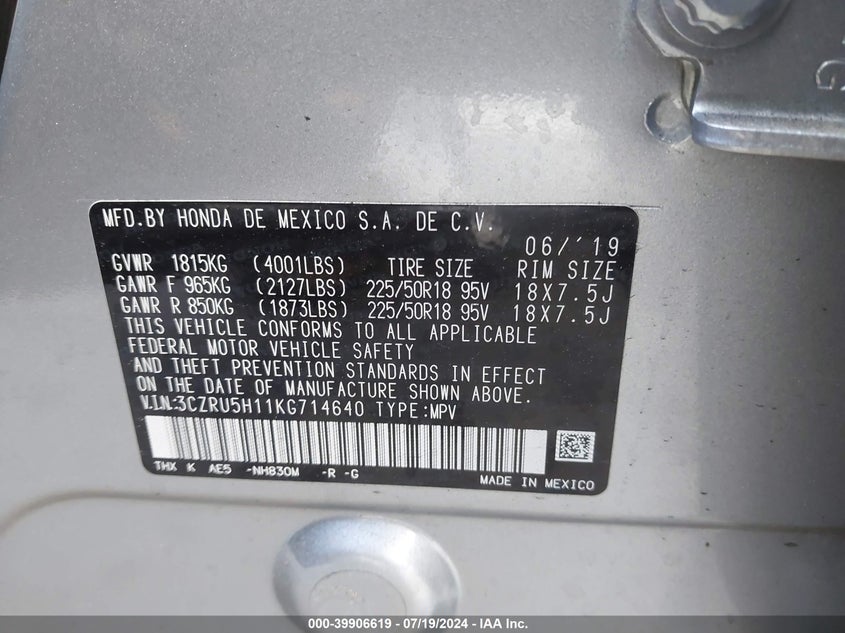 MFD.BY HONDA DE MEXICO S.A. DE C.V.
06/'19
GVWR 1815KG (4001LBS) TIRE SIZE RIM SIZE
GAWR F 965KG (2127LBS) 225/50R18 95V 18X7.5J
GAWR R 850KG (1873LBS) 225/50R18 95V 18X7.5J
THIS VEHICLE CONFORMS TO ALL APPLICABLE
FEDERAL MOTOR VEHICLE SAFETY
AND THEFT PREVENTION STANDARDS IN EFFECT
ON THE DATE OF MANUFACTURE SHOWN ABOVE.
V.I.N.:3CZRU5H11KG714640 TYPE:MPV
THX K AE5 -NH830M -R -G
MADE IN MEXICO
000-39906619 - 07/19/2024 - IAA Inc.